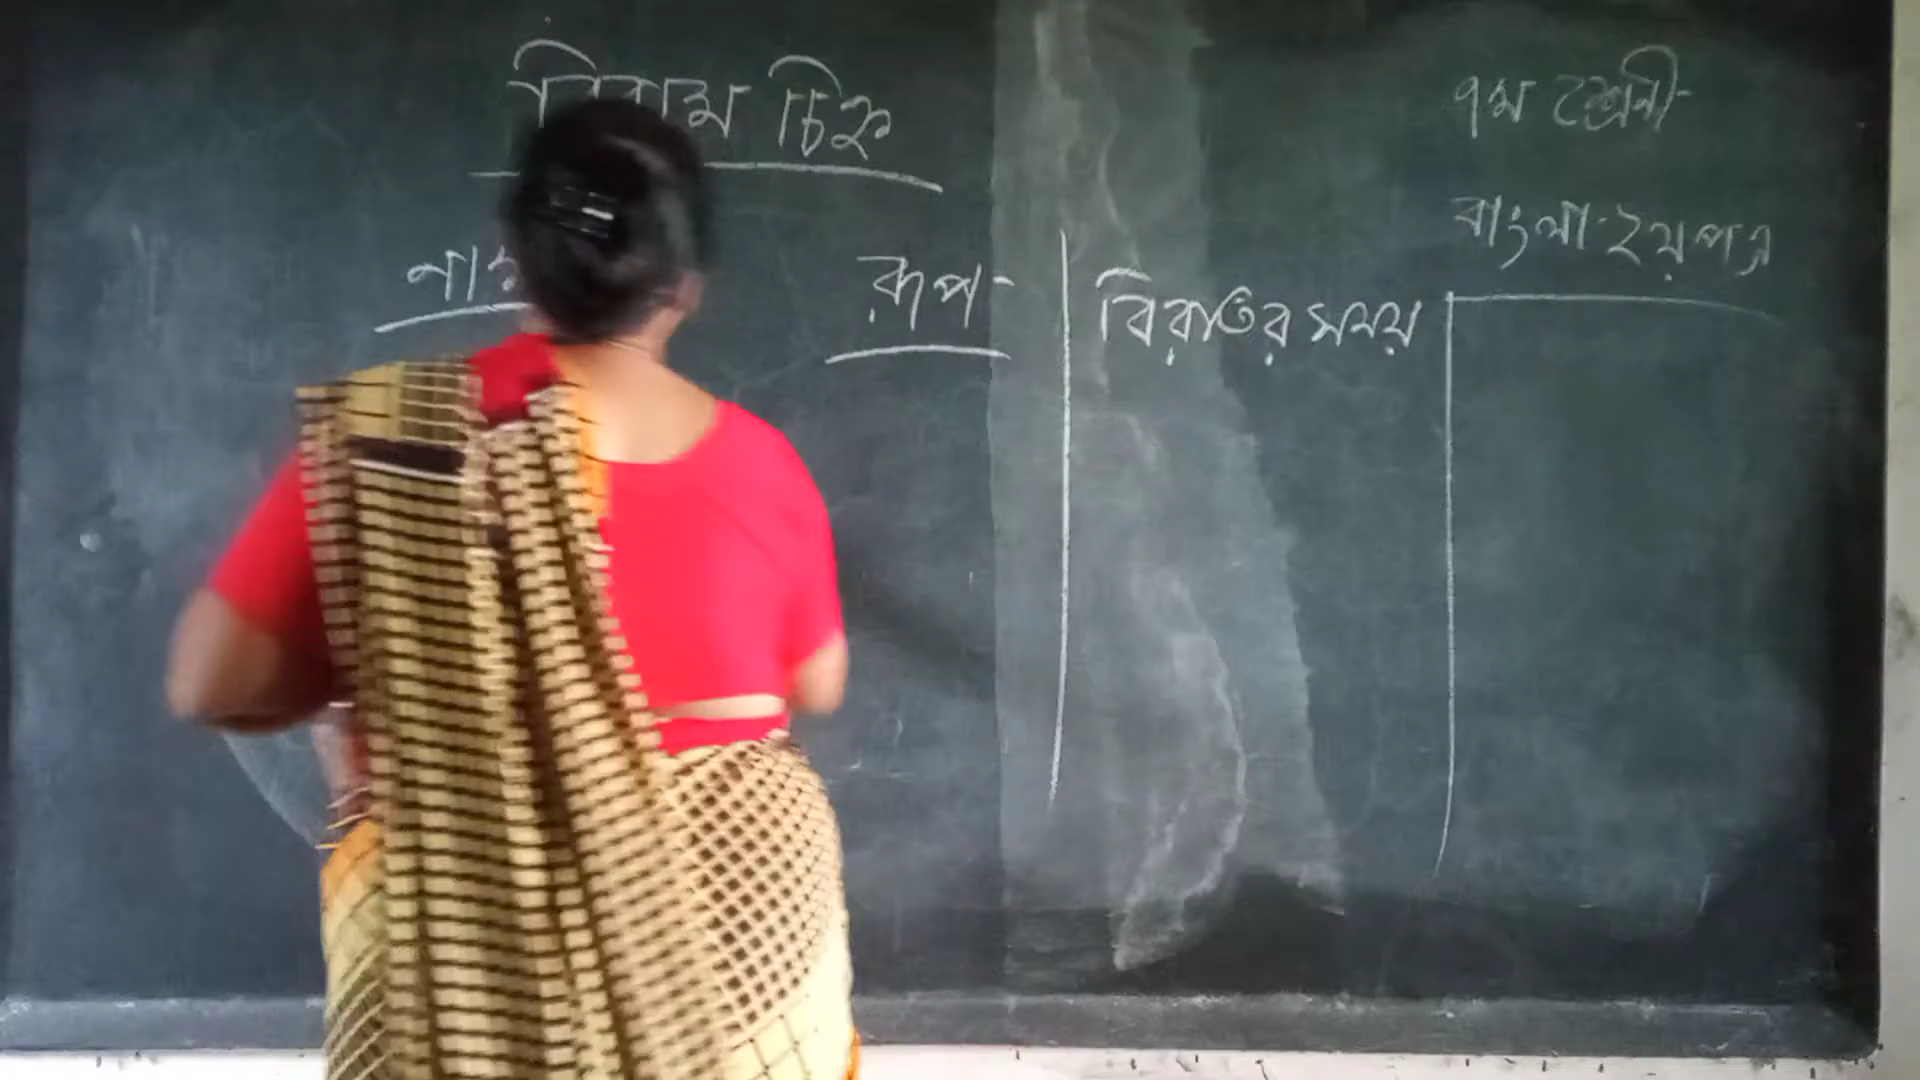 চিহ্ন
৭ম শ্রেনী
বাংলা-২য়পত্র
রূপ-
বিরতির সময়